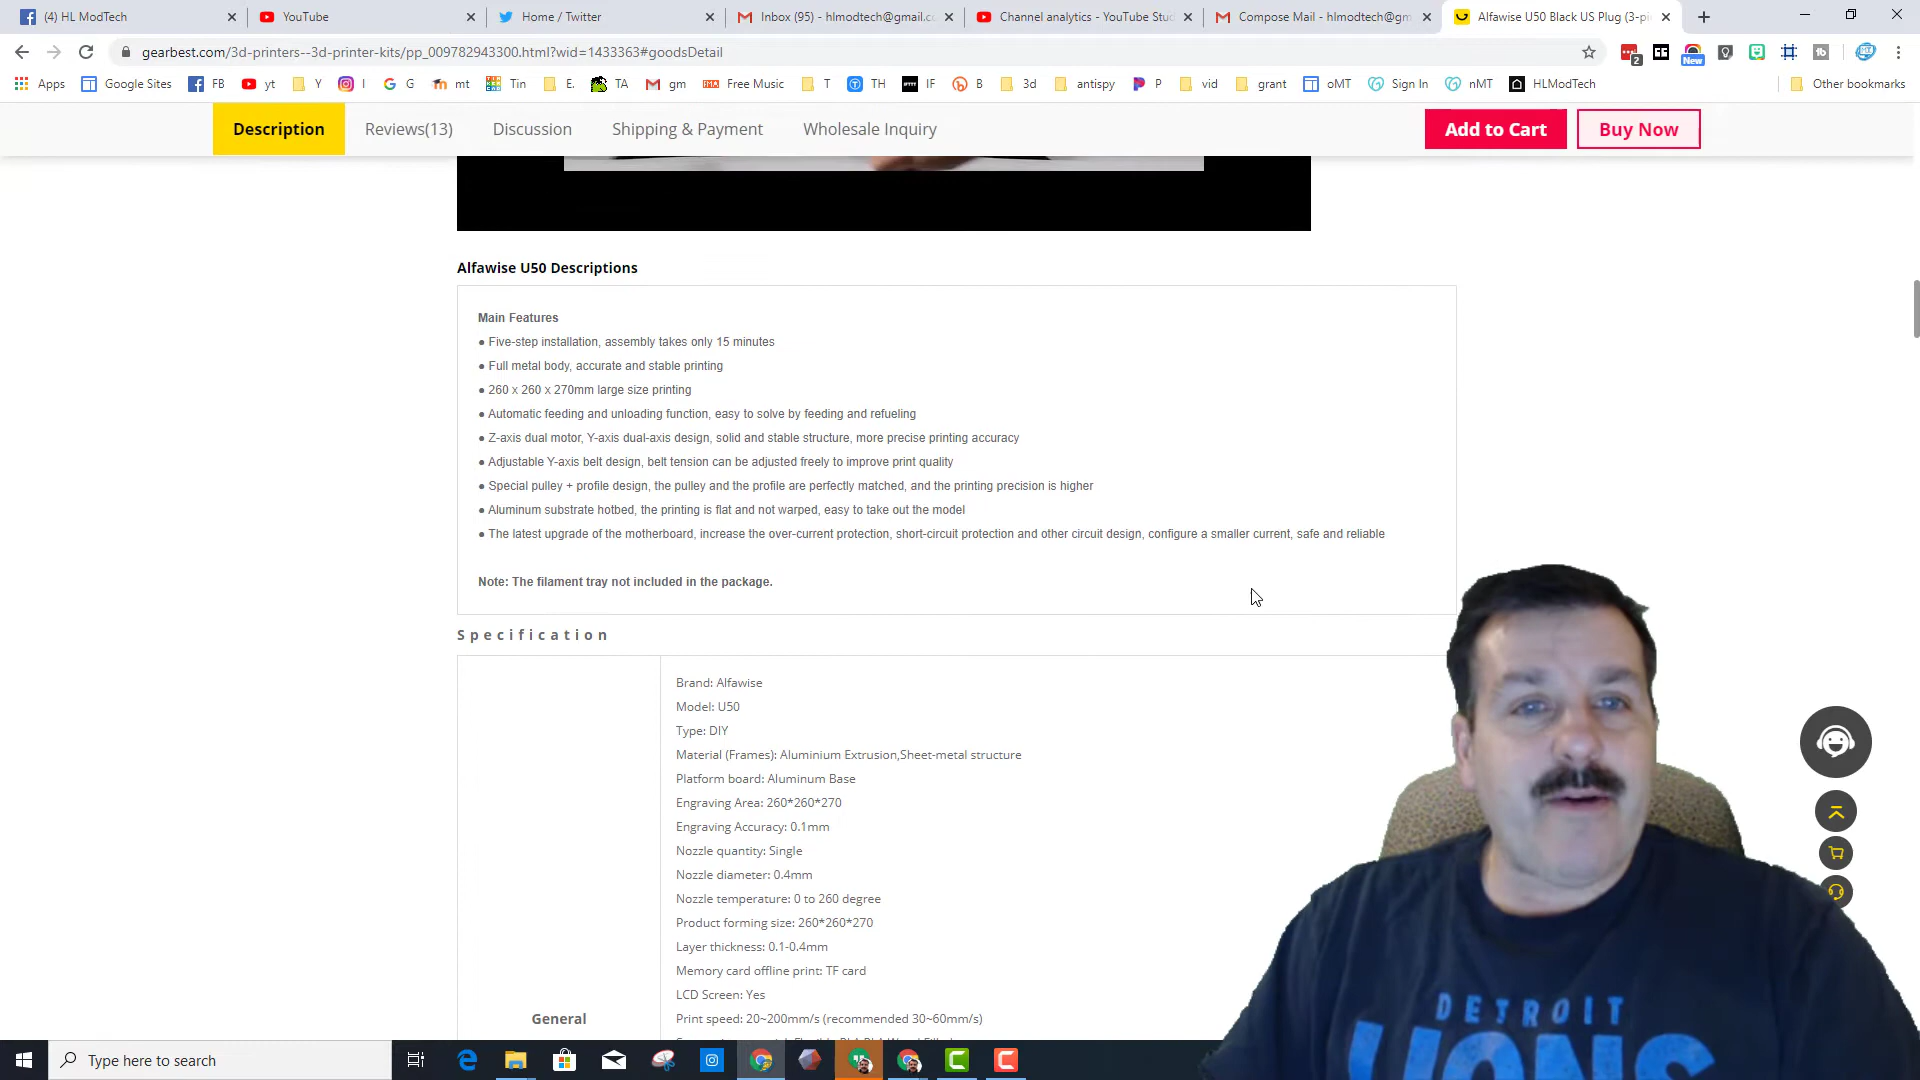 (4) HL ModTech
YouTube
Home / Twitter
Inbox (95) - hlmodtech@gmail.c
Channel analytics - YouTube Stu
Compose Mail - hlmodtech@gm
Alfawise U50 Black US Plug (3-pi
gearbest.com/3d-printers--3d-printer-kits/pp_009782943300.html?wid=1433363#goodsDetail
2
New
Apps Google Sites FB yt Y I G mt Tin E. TA gm Free Music T TH IF B 3d antispy P vid grant oMT Sign In nMT HLModTech Other bookmarks
Description Reviews(13) Discussion Shipping & Payment Wholesale Inquiry Add to Cart Buy Now
Alfawise U50 Descriptions
Main Features
● Five-step installation, assembly takes only 15 minutes
● Full metal body, accurate and stable printing
● 260 x 260 x 270mm large size printing
● Automatic feeding and unloading function, easy to solve by feeding and refueling
● Z-axis dual motor, Y-axis dual-axis design, solid and stable structure, more precise printing accuracy
● Adjustable Y-axis belt design, belt tension can be adjusted freely to improve print quality
● Special pulley + profile design, the pulley and the profile are perfectly matched, and the printing precision is higher
● Aluminum substrate hotbed, the printing is flat and not warped, easy to take out the model
● The latest upgrade of the motherboard, increase the over-current protection, short-circuit protection and other circuit design, configure a smaller current, safe and reliable
Note: The filament tray not included in the package.
Specification
Brand: Alfawise
Model: U50
Type: DIY
Material (Frames): Aluminium Extrusion,Sheet-metal structure
Platform board: Aluminum Base
Engraving Area: 260*260*270
Engraving Accuracy: 0.1mm
Nozzle quantity: Single
Nozzle diameter: 0.4mm
Nozzle temperature: 0 to 260 degree
Product forming size: 260*260*270
Layer thickness: 0.1-0.4mm
Memory card offline print: TF card
LCD Screen: Yes
General
Print speed: 20~200mm/s (recommended 30~60mm/s)
DETROIT
LIONS
Type here to search